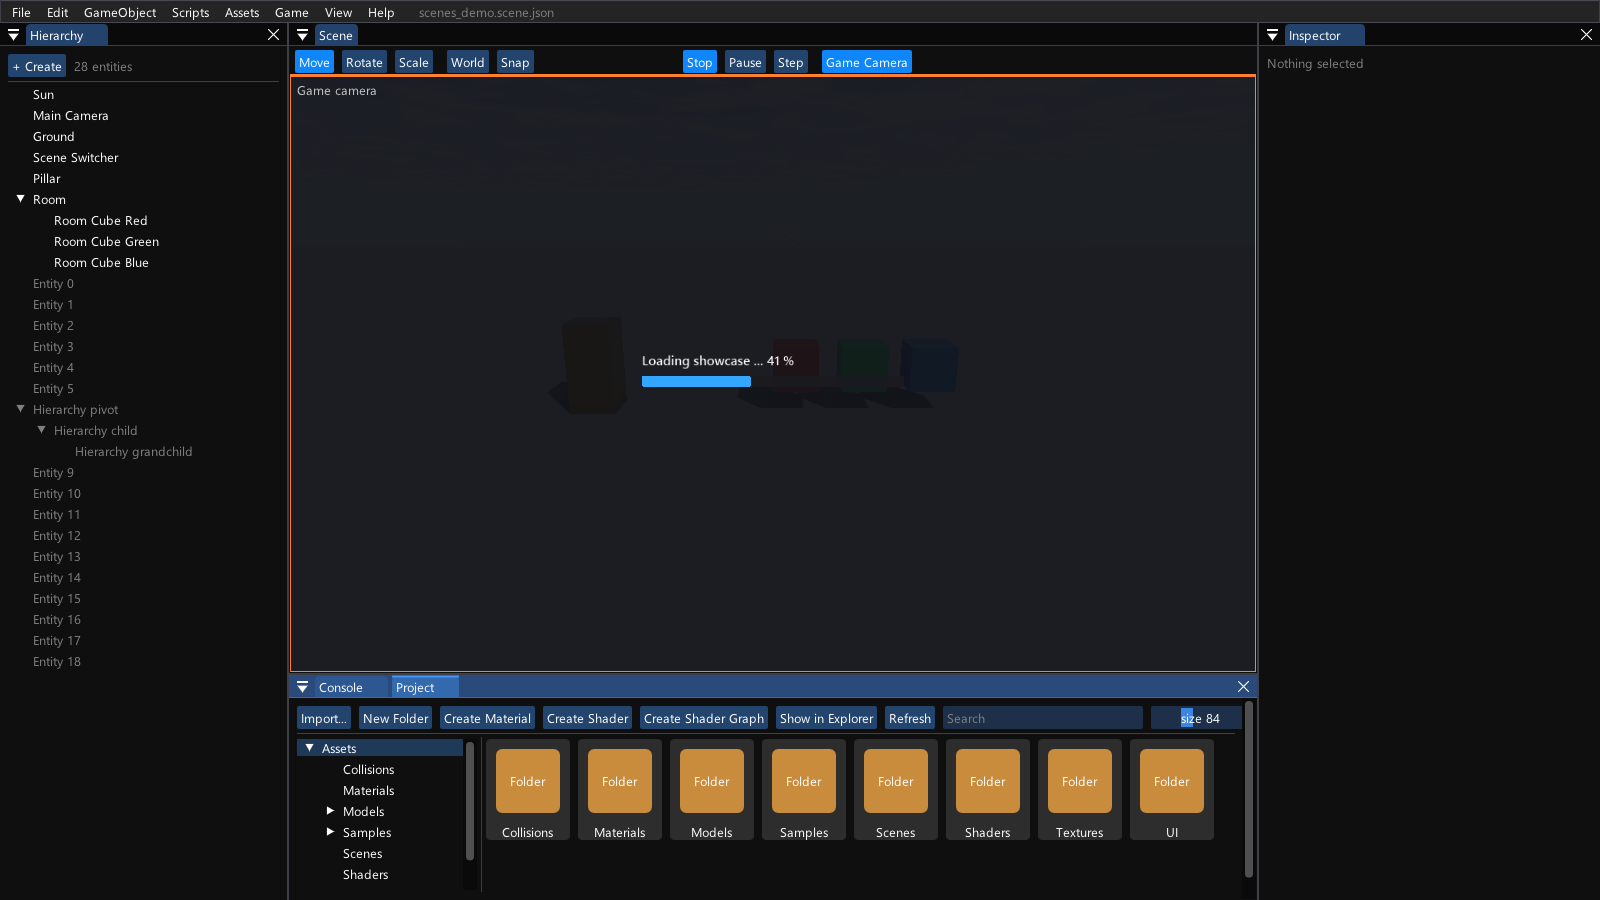 File Edit GameObject Scripts Assets Game View Help scenes_demo.scene.json
Hierarchy
+ Create 28 entities
Sun
Main Camera
Ground
Scene Switcher
Pillar
Room
Room Cube Red
Room Cube Green
Room Cube Blue
Entity 0
Entity 1
Entity 2
Entity 3
Entity 4
Entity 5
Hierarchy pivot
Hierarchy child
Hierarchy grandchild
Entity 9
Entity 10
Entity 11
Entity 12
Entity 13
Entity 14
Entity 15
Entity 16
Entity 17
Entity 18
Scene
Move Rotate Scale World Snap Stop Pause Step Game Camera
Game camera
Loading showcase ... 41 %
Console Project
Import... New Folder Create Material Create Shader Create Shader Graph Show in Explorer Refresh Search size 84
Assets
Collisions
Materials
Models
Samples
Scenes
Shaders
Folder Folder Folder Folder Folder Folder Folder Folder
Collisions Materials Models Samples Scenes Shaders Textures UI
Inspector
Nothing selected